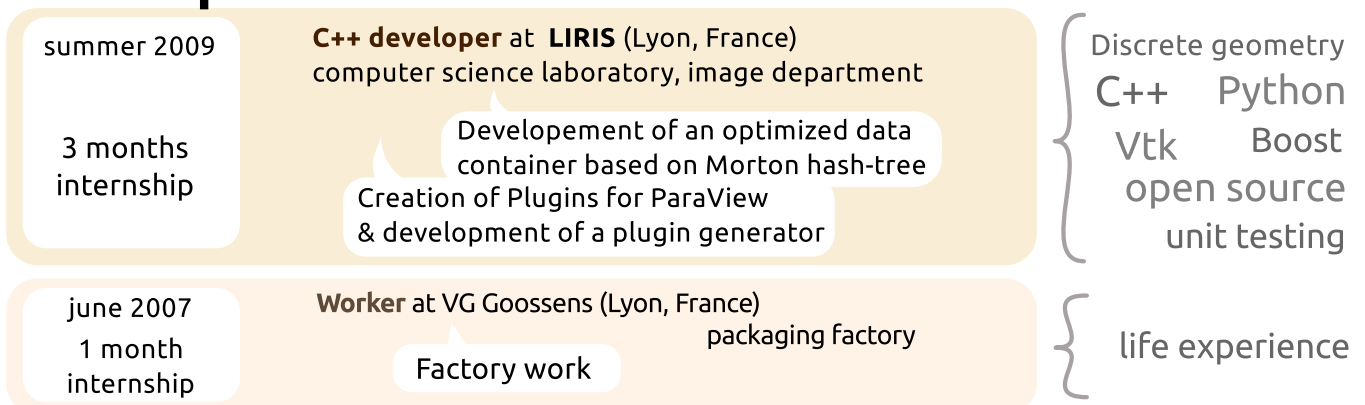 summer 2009
3 months
internship
C++ developer at LIRIS (Lyon, France)
computer science laboratory, image department
Developement of an optimized data
container based on Morton hash-tree
Creation of Plugins for ParaView
& development of a plugin generator
Discrete geometry
C++ Python
Vtk Boost
open source
unit testing
june 2007
1 month
internship
Worker at VG Goossens (Lyon, France)
packaging factory
Factory work
life experience